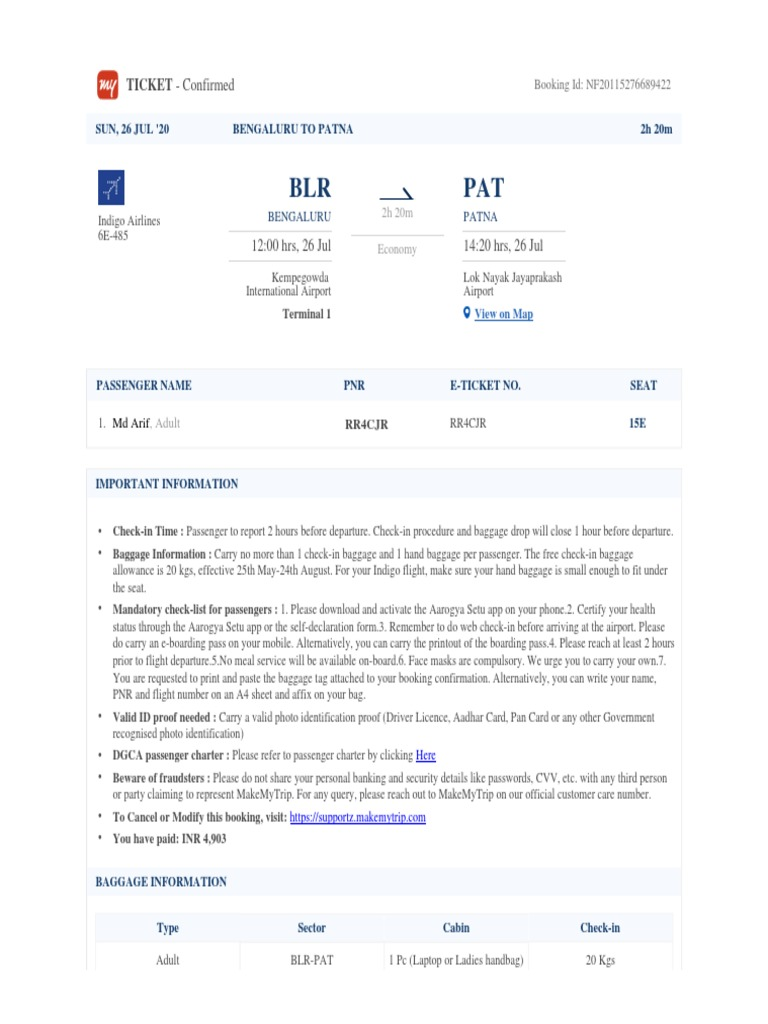 my TICKET - Confirmed Booking Id: NF20115276689422
SUN, 26 JUL '20 BENGALURU TO PATNA 2h 20m
BLR PAT
Indigo Airlines BENGALURU 2h 20m PATNA
6E-485
12:00 hrs, 26 Jul Economy 14:20 hrs, 26 Jul
Kempegowda Lok Nayak Jayaprakash
International Airport Airport
Terminal 1 View on Map
PASSENGER NAME PNR E-TICKET NO. SEAT
1. Md Arif, Adult RR4CJR RR4CJR 15E
IMPORTANT INFORMATION
• Check-in Time : Passenger to report 2 hours before departure. Check-in procedure and baggage drop will close 1 hour before departure.
• Baggage Information : Carry no more than 1 check-in baggage and 1 hand baggage per passenger. The free check-in baggage
allowance is 20 kgs, effective 25th May-24th August. For your Indigo flight, make sure your hand baggage is small enough to fit under
the seat.
• Mandatory check-list for passengers : 1. Please download and activate the Aarogya Setu app on your phone.2. Certify your health
status through the Aarogya Setu app or the self-declaration form.3. Remember to do web check-in before arriving at the airport. Please
do carry an e-boarding pass on your mobile. Alternatively, you can carry the printout of the boarding pass.4. Please reach at least 2 hours
prior to flight departure.5.No meal service will be available on-board.6. Face masks are compulsory. We urge you to carry your own.7.
You are requested to print and paste the baggage tag attached to your booking confirmation. Alternatively, you can write your name,
PNR and flight number on an A4 sheet and affix on your bag.
• Valid ID proof needed : Carry a valid photo identification proof (Driver Licence, Aadhar Card, Pan Card or any other Government
recognised photo identification)
• DGCA passenger charter : Please refer to passenger charter by clicking Here
• Beware of fraudsters : Please do not share your personal banking and security details like passwords, CVV, etc. with any third person
or party claiming to represent MakeMyTrip. For any query, please reach out to MakeMyTrip on our official customer care number.
• To Cancel or Modify this booking, visit: https://supportz.makemytrip.com
• You have paid: INR 4,903
BAGGAGE INFORMATION
Type Sector Cabin Check-in
Adult BLR-PAT 1 Pc (Laptop or Ladies handbag) 20 Kgs